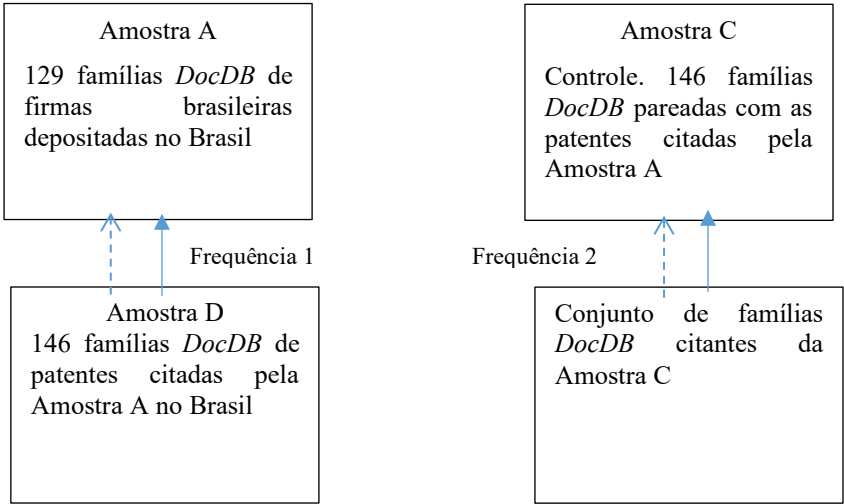 Amostra A
129 famílias DocDB de
firmas brasileiras
depositadas no Brasil
Amostra C
Controle. 146 famílias
DocDB pareadas com as
patentes citadas pela
Amostra A
Frequência 1
Frequência 2
Amostra D
146 famílias DocDB de
patentes citadas pela
Amostra A no Brasil
Conjunto de famílias
DocDB citantes da
Amostra C